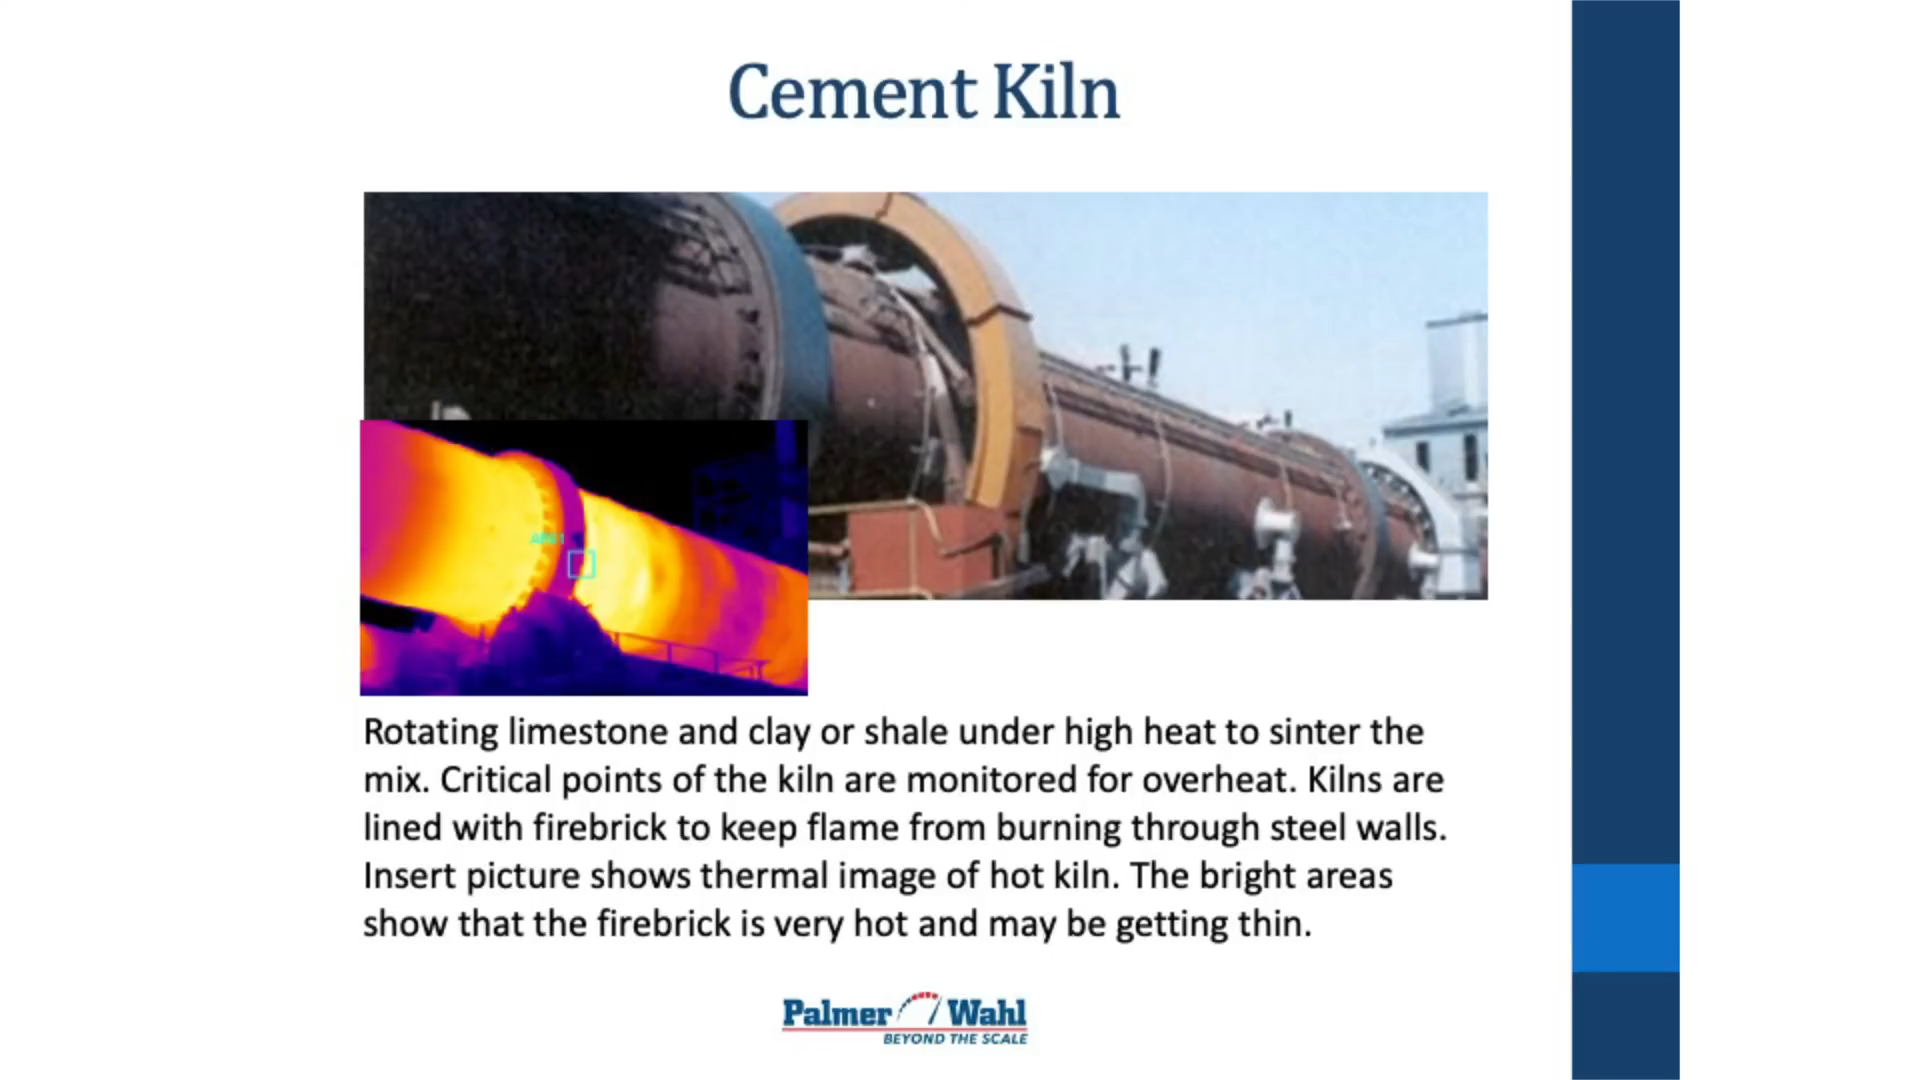 Cement Kiln
Rotating limestone and clay or shale under high heat to sinter the
mix. Critical points of the kiln are monitored for overheat. Kilns are
lined with firebrick to keep flame from burning through steel walls.
Insert picture shows thermal image of hot kiln. The bright areas
show that the firebrick is very hot and may be getting thin.
Palmer Wahl
BEYOND THE SCALE